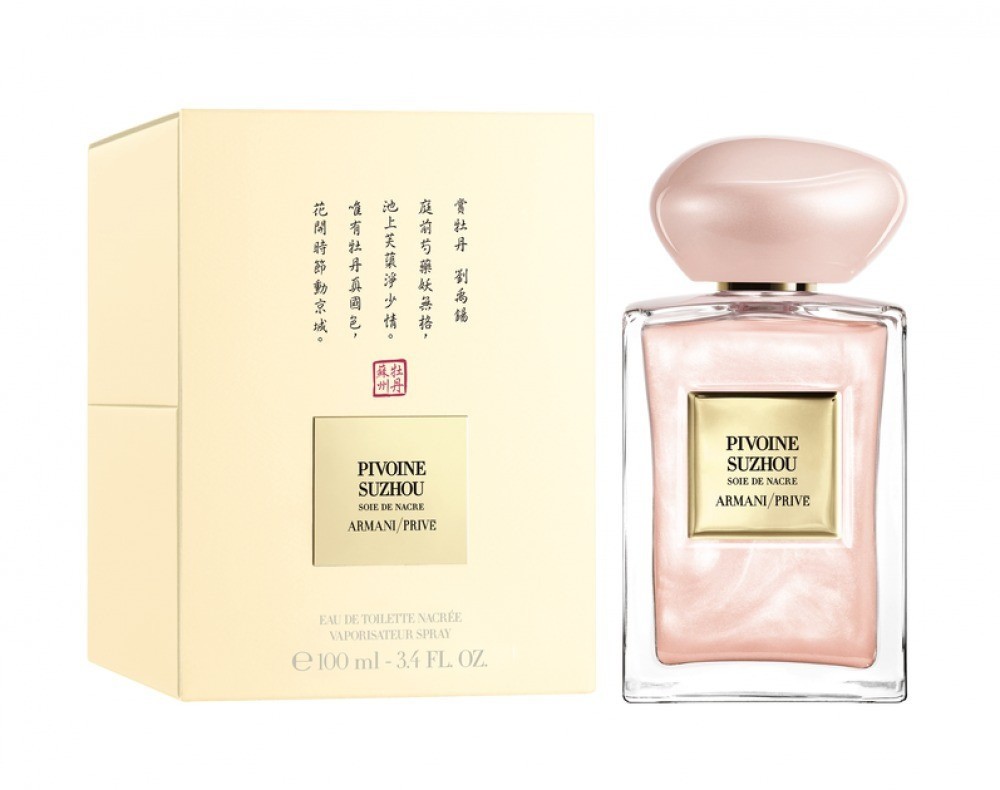 賞牡丹 劉禹錫
庭前芍藥妖無格，
池上芙蕖淨少情。
唯有牡丹真國色，
花開時節動京城。
牡丹
蘇州
PIVOINE
SUZHOU
SOIE DE NACRE
ARMANI/PRIVE
EAU DE TOILETTE NACRÉE
VAPORISATEUR SPRAY
℮ 100 ml - 3.4 FL. OZ.
PIVOINE
SUZHOU
SOIE DE NACRE
ARMANI/PRIVE